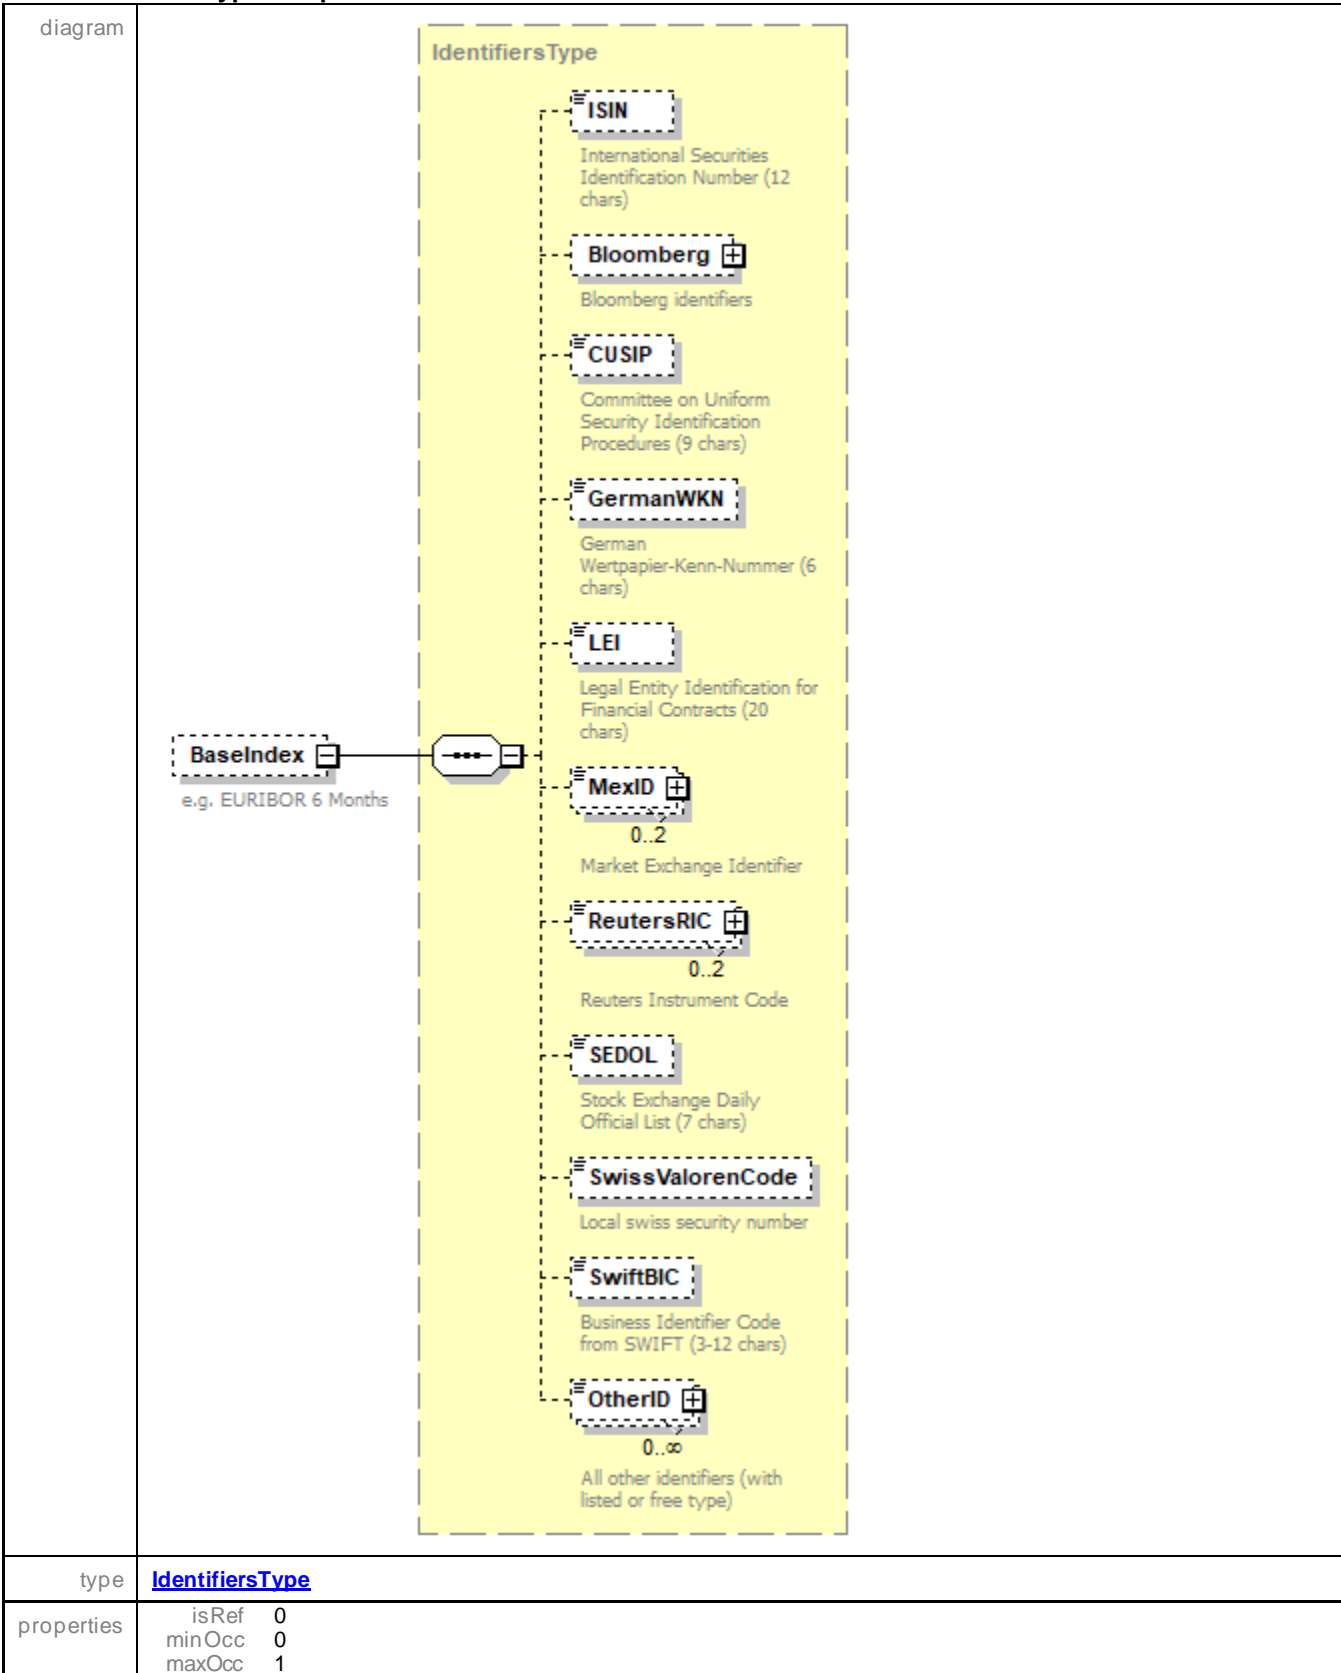 diagram
IdentifiersType
ISIN
International Securities
Identification Number (12
chars)
Bloomberg
Bloomberg identifiers
CUSIP
Committee on Uniform
Security Identification
Procedures (9 chars)
GermanWKN
German
Wertpapier-Kenn-Nummer (6
chars)
LEI
Legal Entity Identification for
Financial Contracts (20
chars)
BaseIndex
e.g. EURIBOR 6 Months
MexID
0..2
Market Exchange Identifier
ReutersRIC
0..2
Reuters Instrument Code
SEDOL
Stock Exchange Daily
Official List (7 chars)
SwissValorenCode
Local swiss security number
SwiftBIC
Business Identifier Code
from SWIFT (3-12 chars)
OtherID
0..∞
All other identifiers (with
listed or free type)
type IdentifiersType
properties
isRef 0
minOcc 0
maxOcc 1